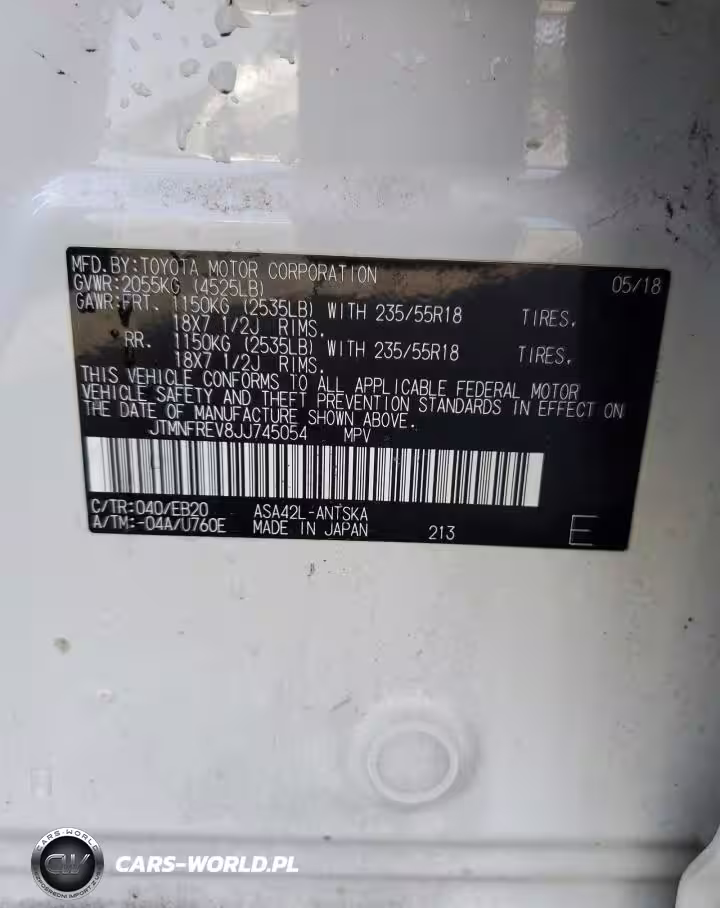 MFD.BY:TOYOTA MOTOR CORPORATION 05/18
GVWR:2055KG (4525LB)
GAWR:FRT. 1150KG (2535LB) WITH 235/55R18 TIRES,
18X7 1/2J RIMS.
RR. 1150KG (2535LB) WITH 235/55R18 TIRES,
18X7 1/2J RIMS.
THIS VEHICLE CONFORMS TO ALL APPLICABLE FEDERAL MOTOR
VEHICLE SAFETY AND THEFT PREVENTION STANDARDS IN EFFECT ON
THE DATE OF MANUFACTURE SHOWN ABOVE.
JTMNFREV8JJ745054 MPV
C/TR:040/EB20 ASA42L-ANTSKA
A/TM:-04A/U760E MADE IN JAPAN 213 E
CARS-WORLD
CW
CARS-WORLD.PL